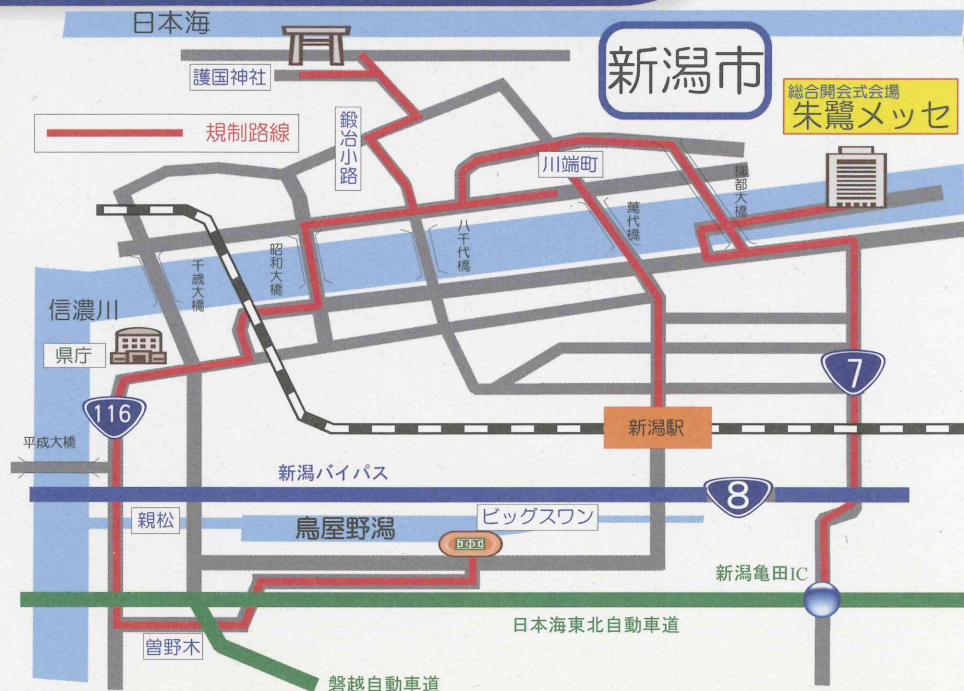 日本海
新潟市
護国神社
総合開会式会場
朱鷺メッセ
規制路線
鍛冶小路
川端町
柳都大橋
萬代橋
八千代橋
昭和大橋
千歳大橋
信濃川
県庁
116
7
平成大橋
新潟駅
新潟バイパス
8
親松
鳥屋野潟
ビッグスワン
新潟亀田IC
日本海東北自動車道
曽野木
磐越自動車道